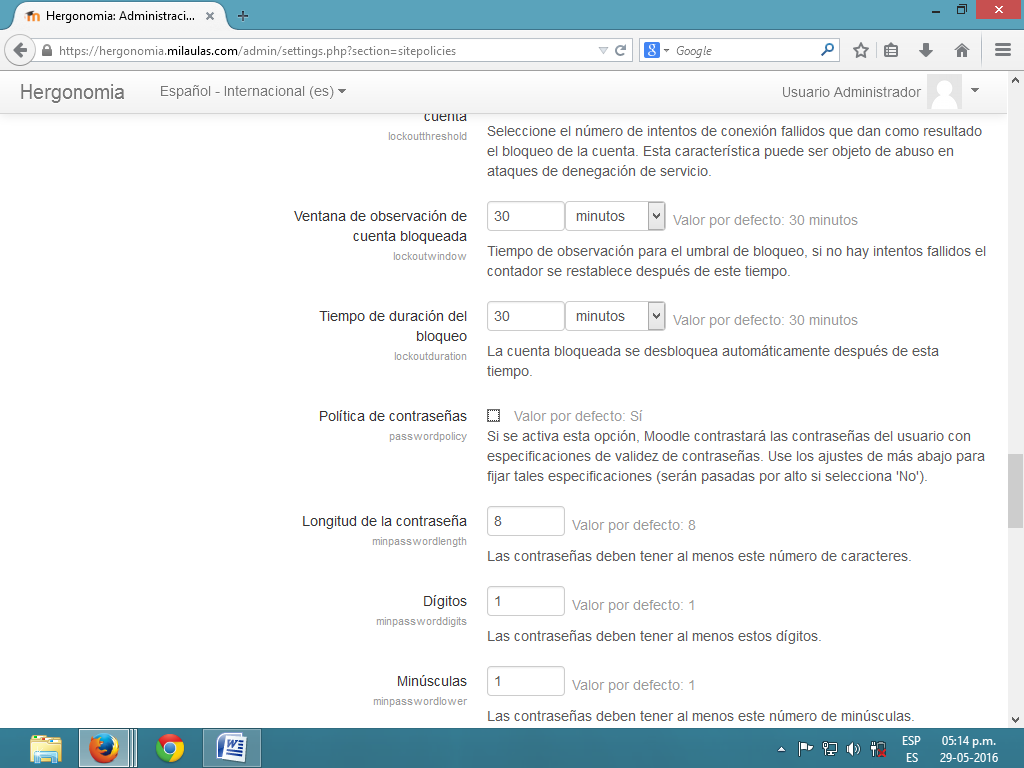 Hergonomia: Administraci...
https://hergonomia.milaulas.com/admin/settings.php?section=sitepolicies
Google
Hergonomia
Español - Internacional (es)
Usuario Administrador
cuenta
lockoutthreshold
Seleccione el número de intentos de conexión fallidos que dan como resultado
el bloqueo de la cuenta. Esta característica puede ser objeto de abuso en
ataques de denegación de servicio.
Ventana de observación de
cuenta bloqueada
lockoutwindow
30 minutos Valor por defecto: 30 minutos
Tiempo de observación para el umbral de bloqueo, si no hay intentos fallidos el
contador se restablece después de este tiempo.
Tiempo de duración del
bloqueo
lockoutduration
30 minutos Valor por defecto: 30 minutos
La cuenta bloqueada se desbloquea automáticamente después de esta
tiempo.
Política de contraseñas
passwordpolicy
Valor por defecto: Sí
Si se activa esta opción, Moodle contrastará las contraseñas del usuario con
especificaciones de validez de contraseñas. Use los ajustes de más abajo para
fijar tales especificaciones (serán pasadas por alto si selecciona 'No').
Longitud de la contraseña
minpasswordlength
8 Valor por defecto: 8
Las contraseñas deben tener al menos este número de caracteres.
Dígitos
minpassworddigits
1 Valor por defecto: 1
Las contraseñas deben tener al menos estos dígitos.
Minúsculas
minpasswordlower
1 Valor por defecto: 1
Las contraseñas deben tener al menos este número de minúsculas.
ESP
ES
05:14 p.m.
29-05-2016